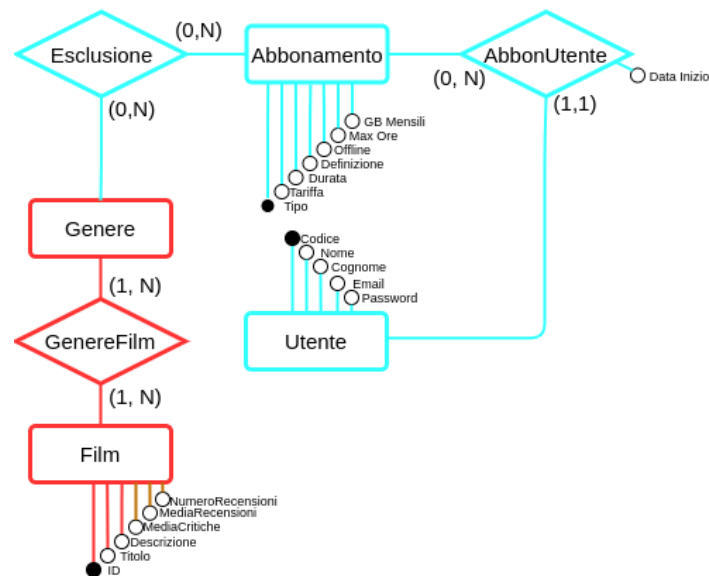 (0,N)
Esclusione
Abbonamento
AbbonUtente
(0, N)
Data Inizio
(0,N)
(1,1)
GB Mensili
Max Ore
Offline
Definizione
Durata
Tariffa
Tipo
Genere
Codice
Nome
Cognome
Email
Password
(1, N)
GenereFilm
Utente
(1, N)
Film
NumeroRecensioni
MediaRecensioni
MediaCritiche
Descrizione
Titolo
ID